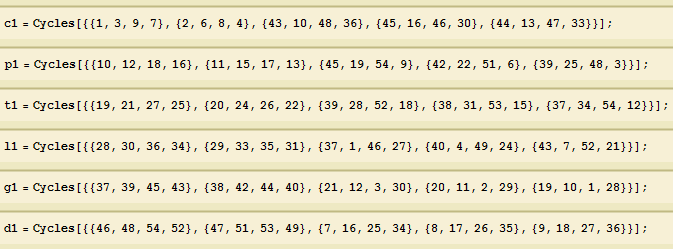 c1 = Cycles[{{1, 3, 9, 7}, {2, 6, 8, 4}, {43, 10, 48, 36}, {45, 16, 46, 30}, {44, 13, 47, 33}}];
p1 = Cycles[{{10, 12, 18, 16}, {11, 15, 17, 13}, {45, 19, 54, 9}, {42, 22, 51, 6}, {39, 25, 48, 3}}];
t1 = Cycles[{{19, 21, 27, 25}, {20, 24, 26, 22}, {39, 28, 52, 18}, {38, 31, 53, 15}, {37, 34, 54, 12}}];
l1 = Cycles[{{28, 30, 36, 34}, {29, 33, 35, 31}, {37, 1, 46, 27}, {40, 4, 49, 24}, {43, 7, 52, 21}}];
g1 = Cycles[{{37, 39, 45, 43}, {38, 42, 44, 40}, {21, 12, 3, 30}, {20, 11, 2, 29}, {19, 10, 1, 28}}];
d1 = Cycles[{{46, 48, 54, 52}, {47, 51, 53, 49}, {7, 16, 25, 34}, {8, 17, 26, 35}, {9, 18, 27, 36}}];